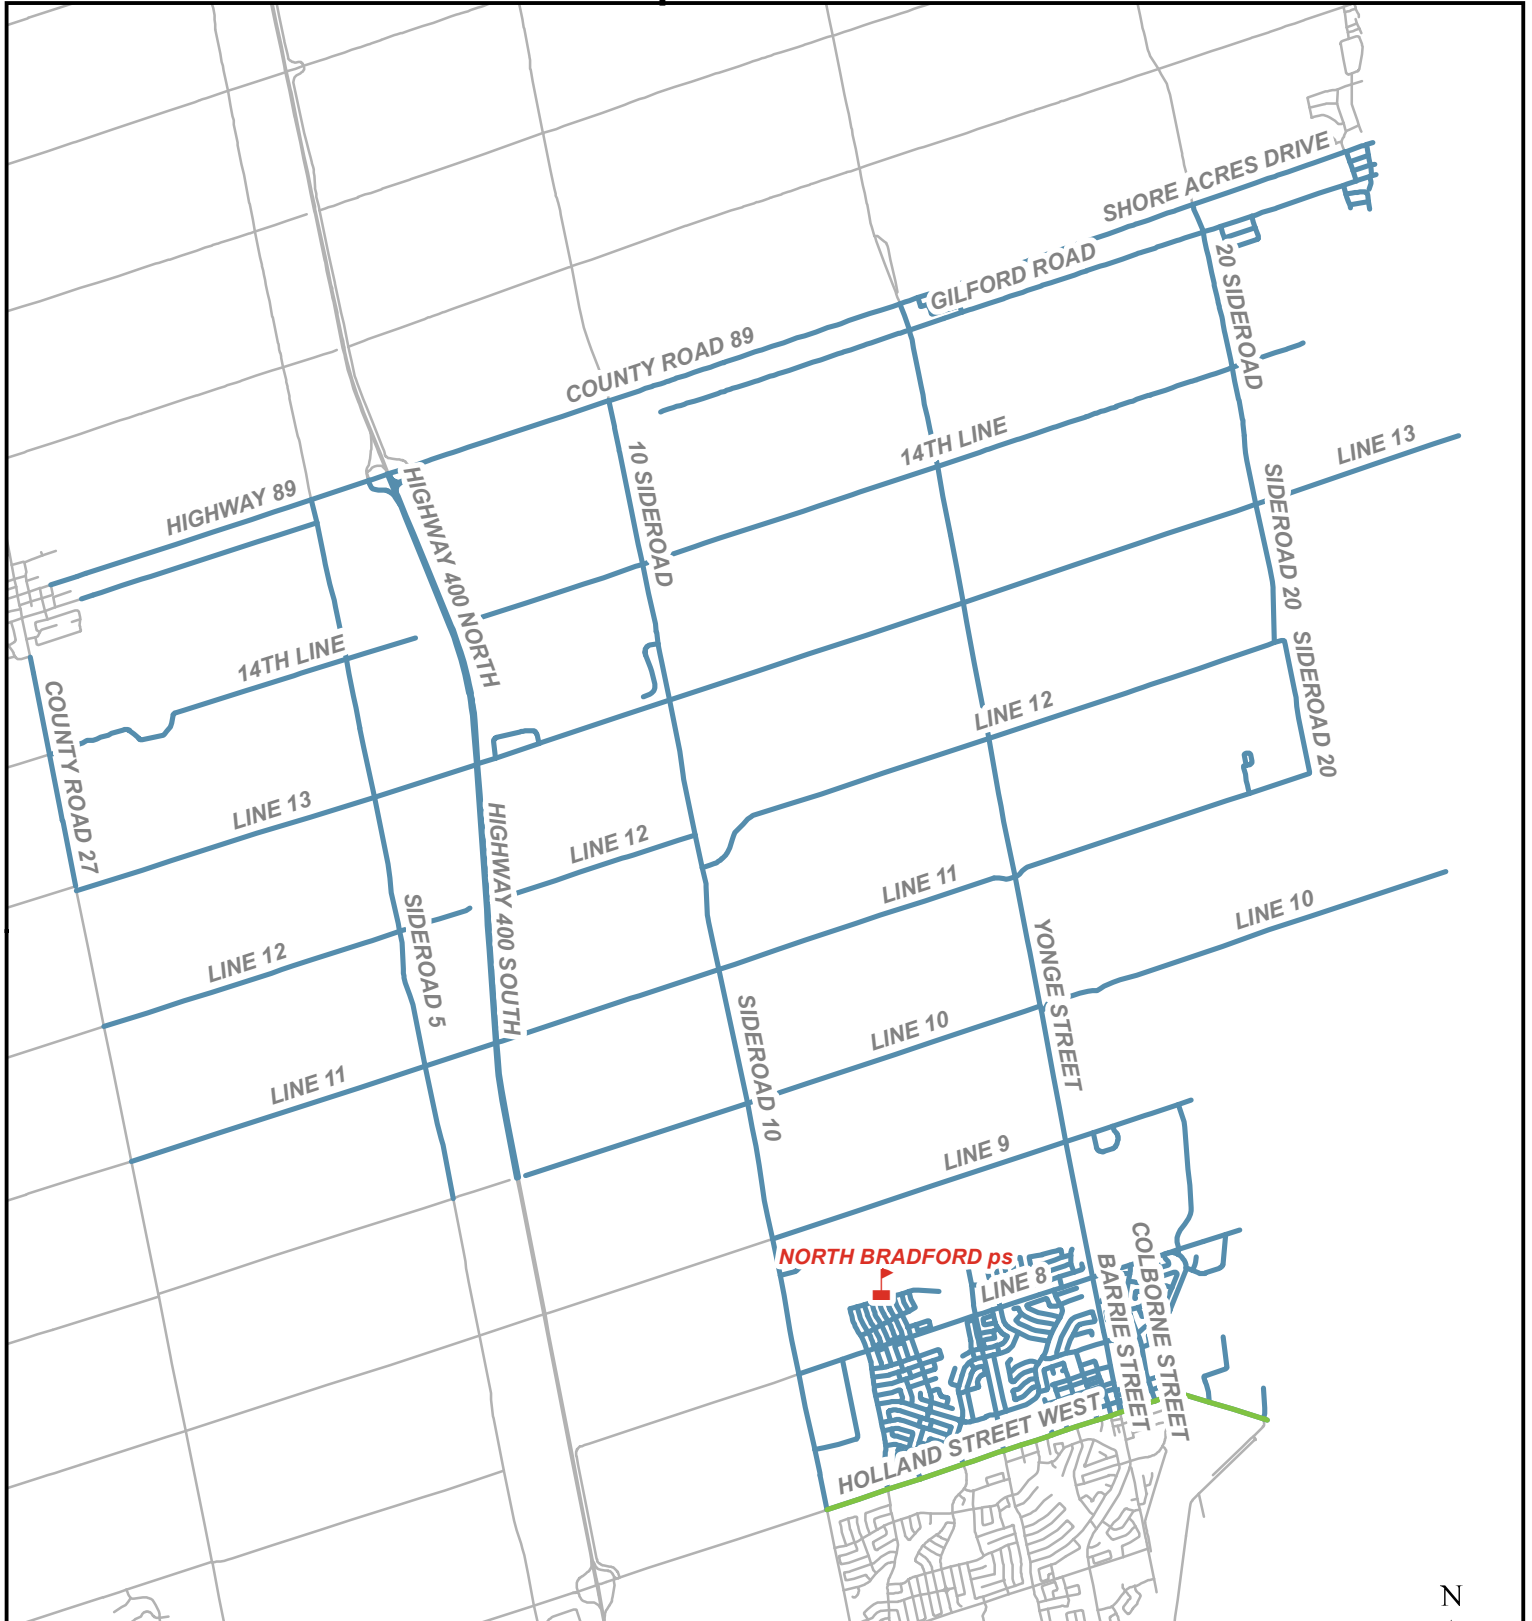 SHORE ACRES DRIVE
GILFORD ROAD
20 SIDEROAD
COUNTY ROAD 89
14TH LINE
LINE 13
10 SIDEROAD
HIGHWAY 89
HIGHWAY 400 NORTH
SIDEROAD 20
14TH LINE
SIDEROAD 20
COUNTY ROAD 27
LINE 12
LINE 13
HIGHWAY 400 SOUTH
LINE 12
LINE 11
SIDEROAD 5
LINE 10
LINE 12
YONGE STREET
SIDEROAD 10
LINE 10
LINE 11
LINE 9
COLBORNE STREET
NORTH BRADFORD ps
BARRIE STREET
LINE 8
HOLLAND STREET WEST
N